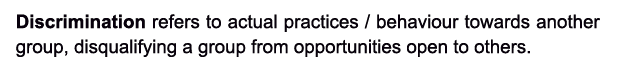 Discrimination refers to actual practices / behaviour towards another
group, disqualifying a group from opportunities open to others.